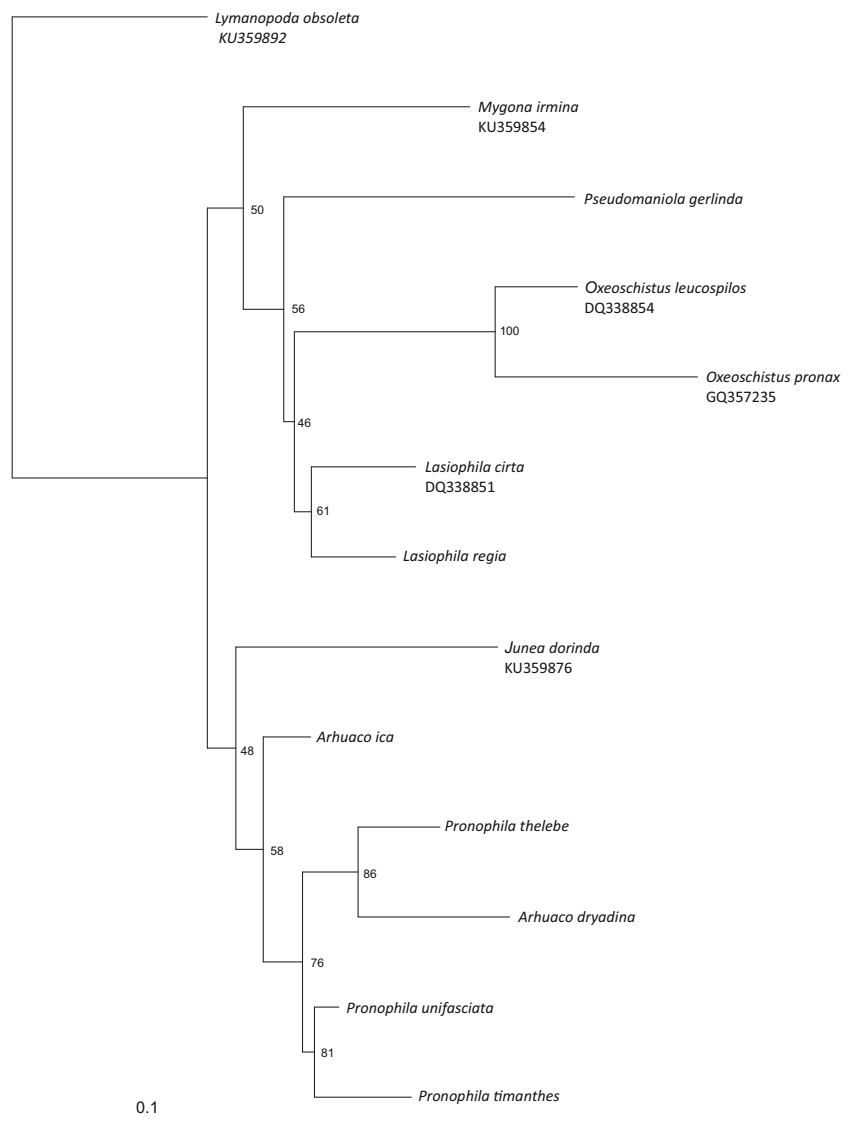 Lymanopoda obsoleta
KU359892
Mygona irmina
KU359854
50
Pseudomaniola gerlinda
56
Oxeoschistus leucospilos
DQ338854
100
Oxeoschistus pronax
GQ357235
46
Lasiophila cirta
DQ338851
61
Lasiophila regia
Junea dorinda
KU359876
48
Arhuaco ica
58
Pronophila thelebe
86
Arhuaco dryadina
76
Pronophila unifasciata
81
Pronophila timanthes
0.1